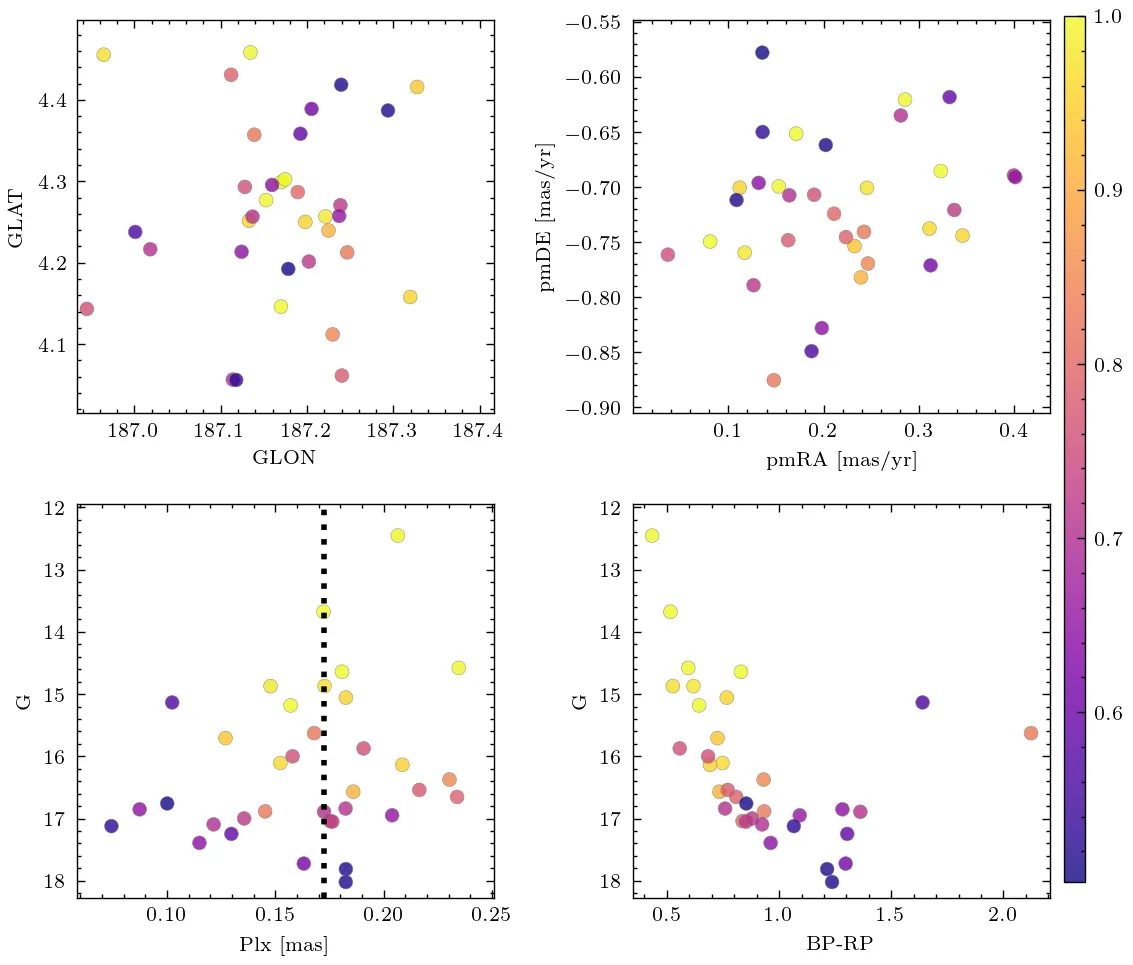 4.4
4.3
4.2
4.1
GLAT
187.0 187.1 187.2 187.3 187.4
GLON
−0.55
−0.60
−0.65
−0.70
−0.75
−0.80
−0.85
−0.90
pmDE [mas/yr]
0.1 0.2 0.3 0.4
pmRA [mas/yr]
12
13
14
15
16
17
18
G
0.10 0.15 0.20 0.25
Plx [mas]
12
13
14
15
16
17
18
G
0.5 1.0 1.5 2.0
BP-RP
1.0
0.9
0.8
0.7
0.6